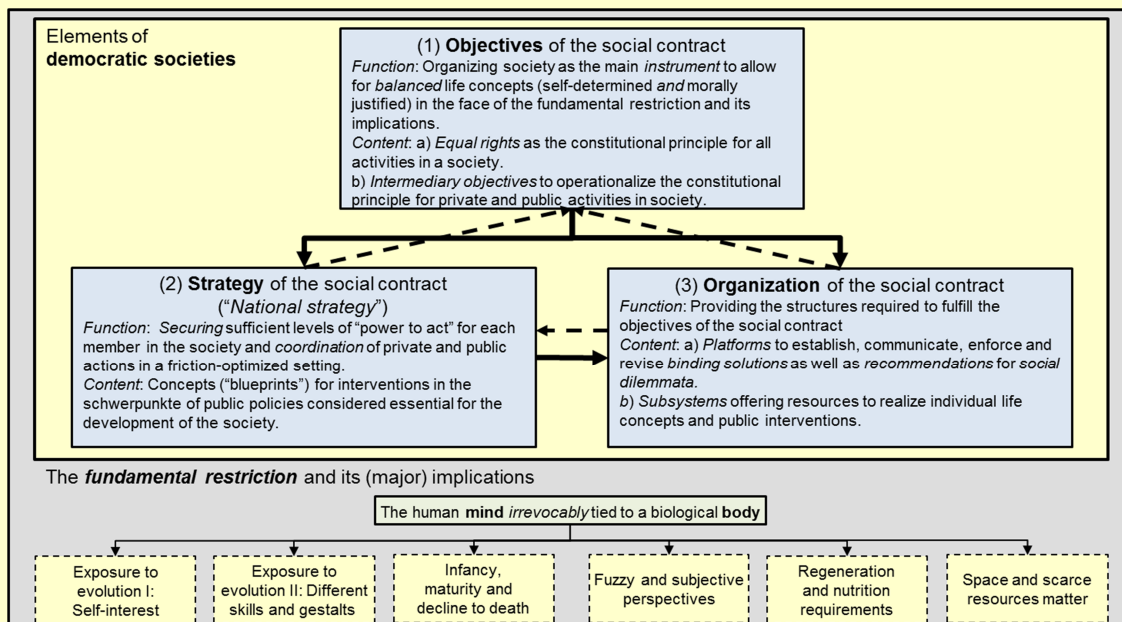 Elements of
democratic societies
(1) Objectives of the social contract
Function: Organizing society as the main instrument to allow
for balanced life concepts (self-determined and morally
justified) in the face of the fundamental restriction and its
implications.
Content: a) Equal rights as the constitutional principle for all
activities in a society.
b) Intermediary objectives to operationalize the constitutional
principle for private and public activities in society.
(2) Strategy of the social contract
(“National strategy”)
Function: Securing sufficient levels of “power to act” for each
member in the society and coordination of private and public
actions in a friction-optimized setting.
Content: Concepts (“blueprints”) for interventions in the
schwerpunkte of public policies considered essential for the
development of the society.
(3) Organization of the social contract
Function: Providing the structures required to fulfill the
objectives of the social contract
Content: a) Platforms to establish, communicate, enforce and
revise binding solutions as well as recommendations for social
dilemmata.
b) Subsystems offering resources to realize individual life
concepts and public interventions.
The fundamental restriction and its (major) implications
The human mind irrevocably tied to a biological body
Exposure to
evolution I:
Self-interest
Exposure to
evolution II: Different
skills and gestalts
Infancy,
maturity and
decline to death
Fuzzy and subjective
perspectives
Regeneration
and nutrition
requirements
Space and scarce
resources matter